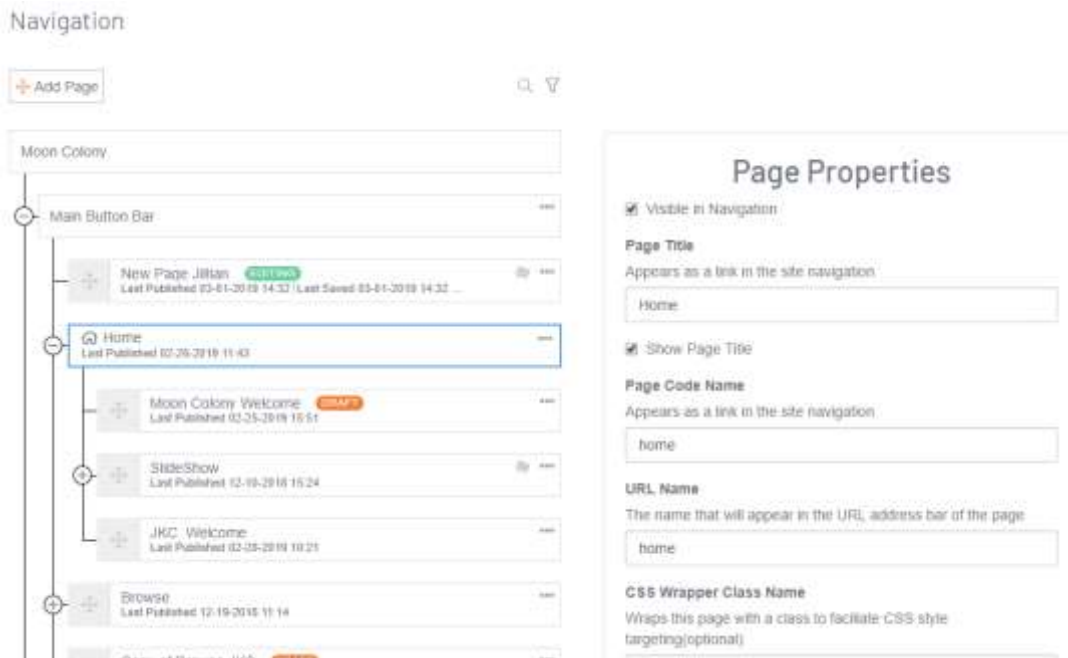 Navigation
Add Page
Moon Colony
Main Button Bar
New Page Jillian EDITING
Last Published 03-01-2019 14:32 Last Saved 03-01-2019 14:32 ...
Home
Last Published 02-26-2019 11:43
Moon Colony Welcome DRAFT
Last Published 02-25-2019 15:51
SlideShow
Last Published 12-10-2018 15:24
JKC Welcome
Last Published 02-28-2019 10:21
Browse
Last Published 12-19-2018 11:14
Page Properties
Visible in Navigation
Page Title
Appears as a link in the site navigation
Home
Show Page Title
Page Code Name
Appears as a link in the site navigation
home
URL Name
The name that will appear in the URL address bar of the page
home
CSS Wrapper Class Name
Wraps this page with a class to faciliate CSS style
targeting(optional)